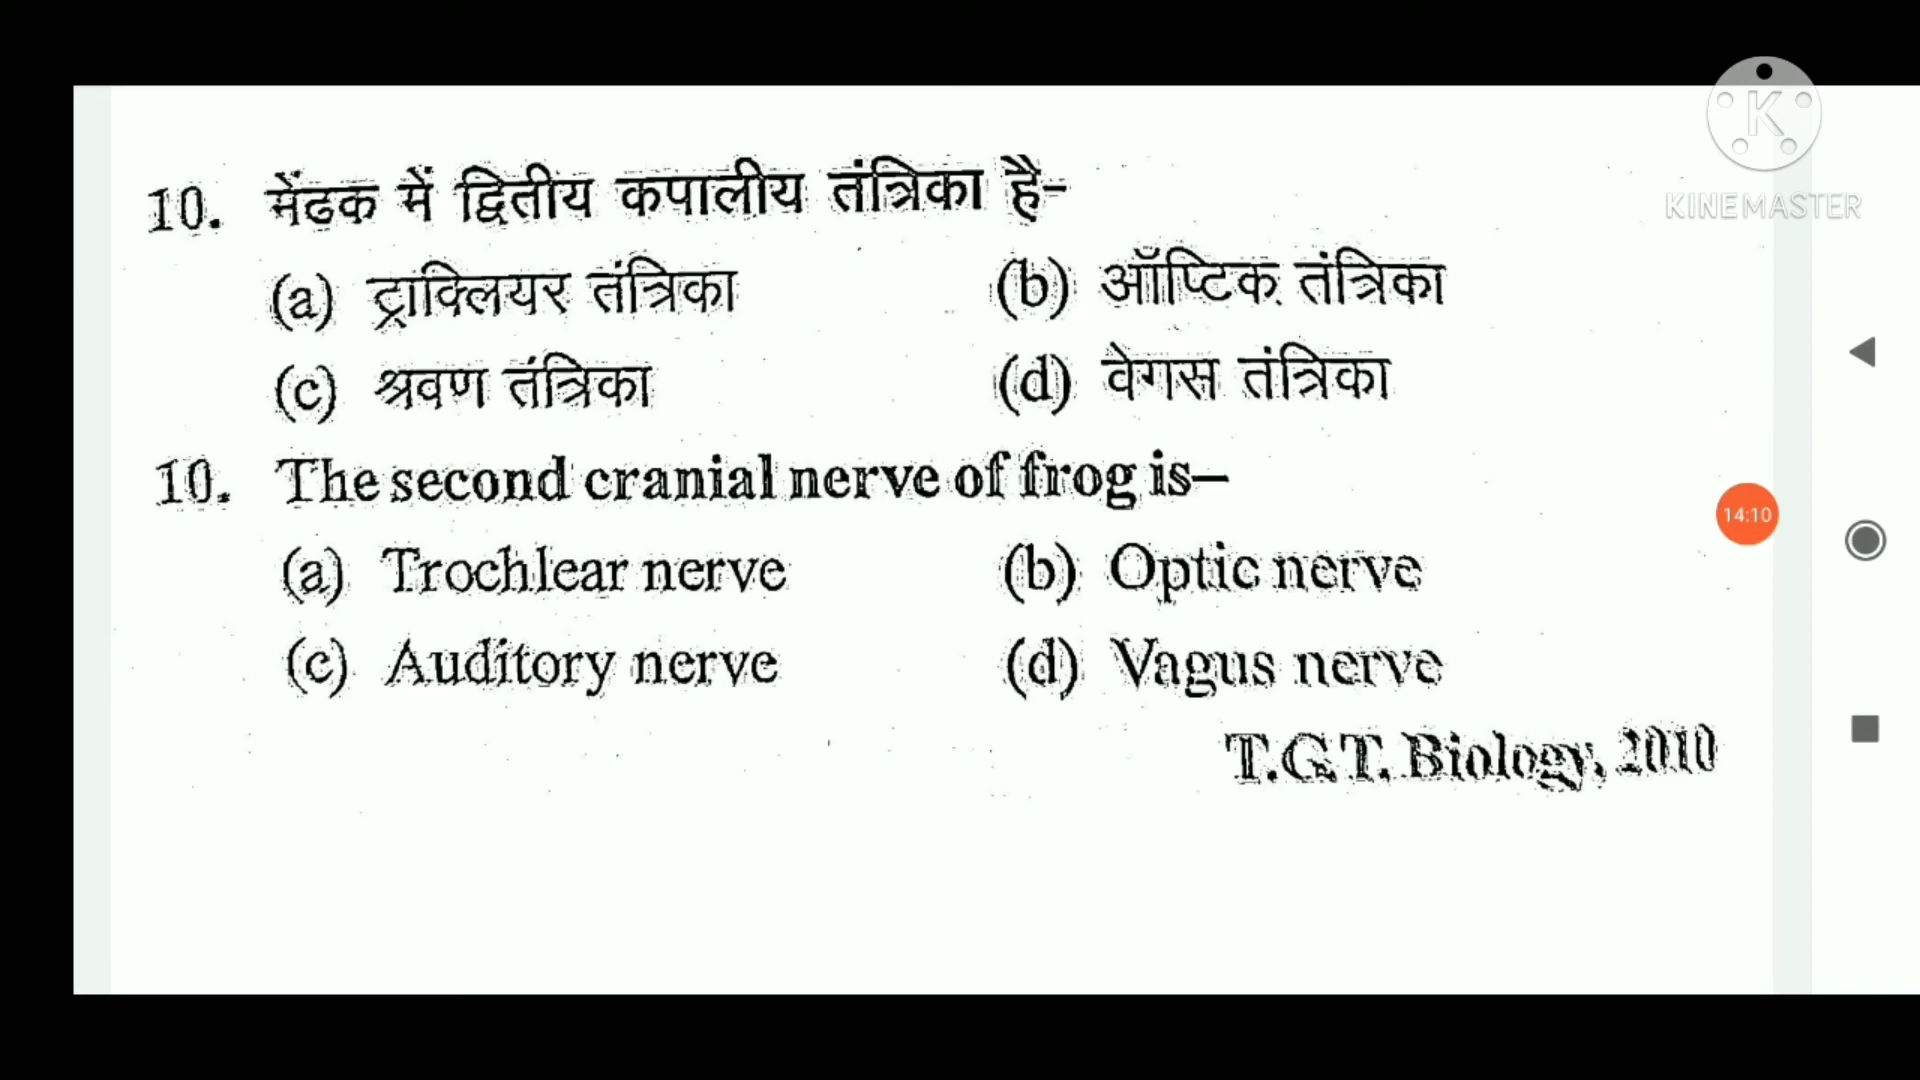 10. मेंढक में द्वितीय कपालीय तंत्रिका है-
(a) ट्राक्लियर तंत्रिका (b) ऑप्टिक तंत्रिका
(c) श्रवण तंत्रिका (d) वेगस तंत्रिका
10. The second cranial nerve of frog is–
(a) Trochlear nerve (b) Optic nerve
(c) Auditory nerve (d) Vagus nerve
T.G.T. Biology, 2010
K
KINEMASTER
14:10